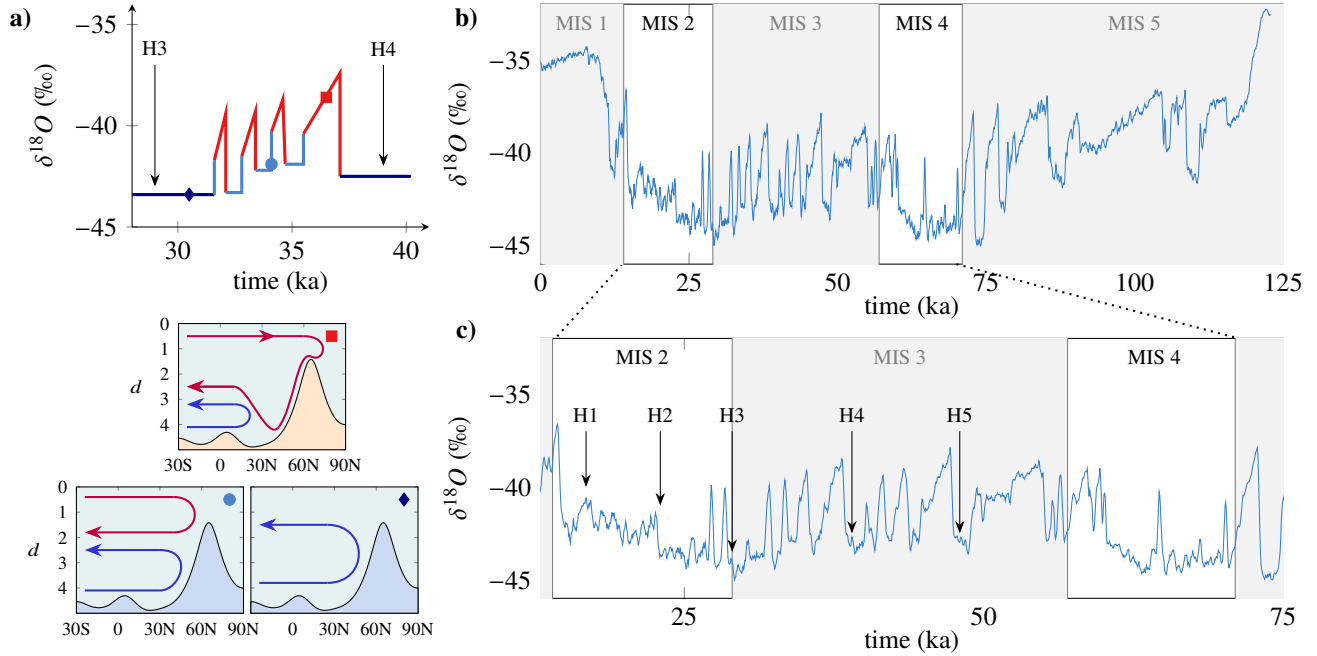 a)
δ¹⁸O (‰)
−35
−40
−45
H3
H4
30
35
40
time (ka)
d
0
1
2
3
4
30S 0 30N 60N 90N
d
0
1
2
3
4
30S 0 30N 60N 90N
30S 0 30N 60N 90N
b)
δ¹⁸O (‰)
−35
−40
−45
MIS 1 MIS 2 MIS 3 MIS 4 MIS 5
0 25 50 75 100 125
time (ka)
c)
δ¹⁸O (‰)
−35
−40
−45
MIS 2 MIS 3 MIS 4
H1 H2 H3 H4 H5
25 50 75
time (ka)